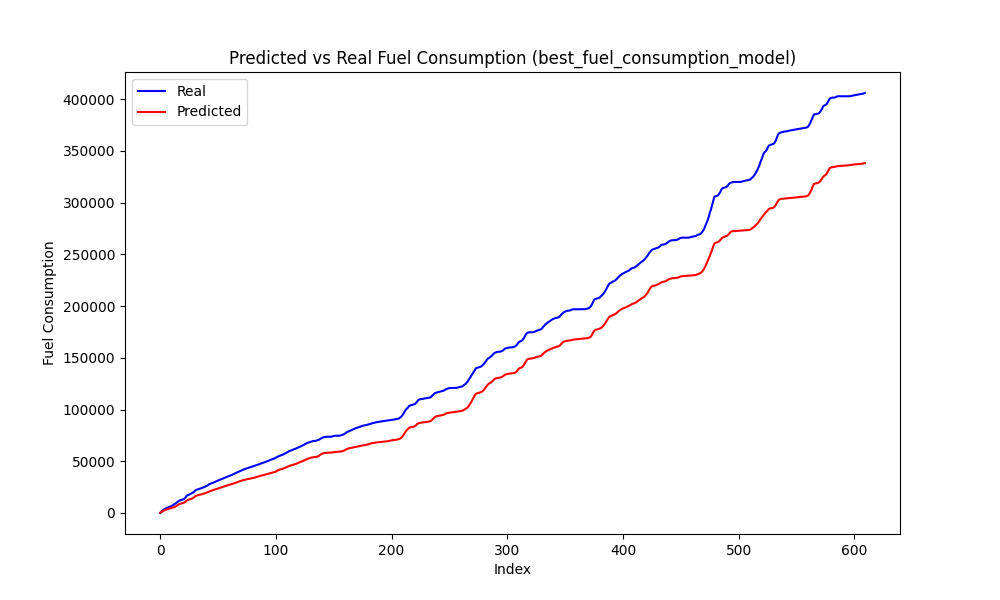 Predicted vs Real Fuel Consumption (best_fuel_consumption_model)
Real
Predicted
400000
350000
300000
250000
200000
150000
100000
50000
0
Fuel Consumption
0 100 200 300 400 500 600
Index